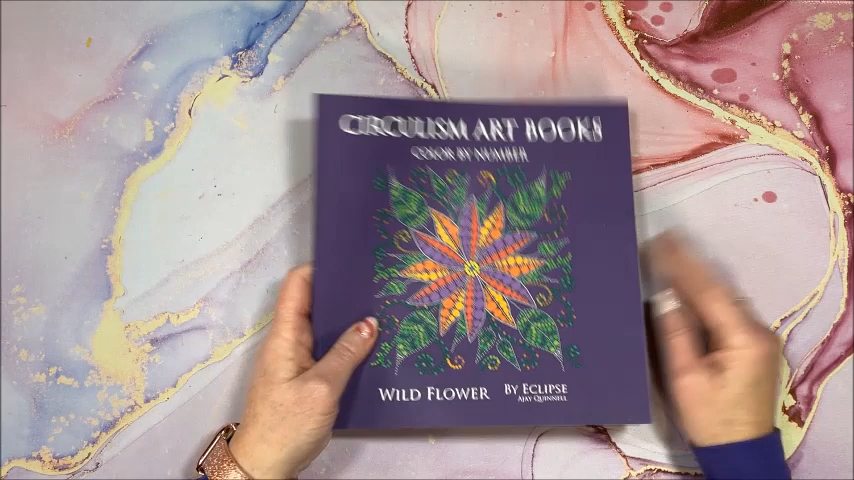 CIRCULISM ART BOOKS
COLOR BY NUMBER
WILD FLOWER
BY ECLIPSE
AJAY QUINNELL